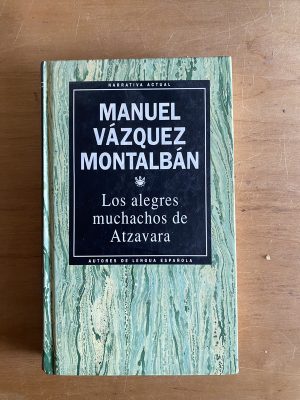 NARRATIVA ACTUAL
MANUEL
VÁZQUEZ
MONTALBÁN
Los alegres
muchachos de
Atzavara
AUTORES DE LENGUA ESPAÑOLA